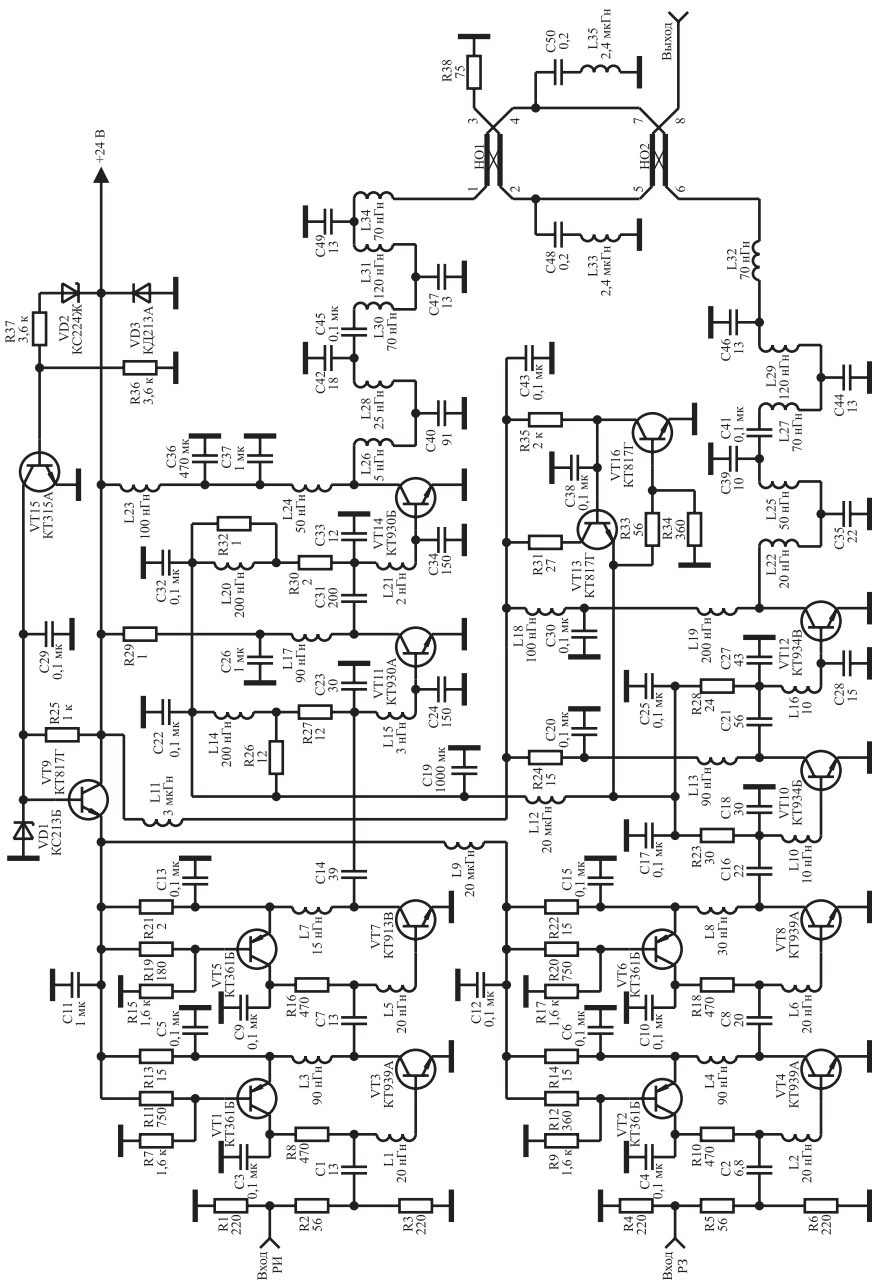 Вход
РИ
R1
220
R2
56
R3
220
R7
1,6 к
R11
750
R13
15
C3
0,1 мк
VT1
КТ361Б
R8
470
C1
13
L1
20 нГн
C5
0,1 мк
L3
90 нГн
VT3
КТ939А
C11
1 мк
R15
1,6 к
R19
180
R21
2
C9
0,1 мк
VT5
КТ361Б
R16
470
C7
13
L5
20 нГн
C13
0,1 мк
L7
15 нГн
VT7
КТ913В
C14
39
VD1
КС213Б
VT9
КТ817Г
R25
1 к
C29
0,1 мк
L11
3 мкГн
L9
20 мкГн
C22
0,1 мк
L14
200 нГн
R26
12
R27
12
C23
30
L15
3 нГн
C24
150
VT11
КТ930А
C19
1000 мк
R29
1
C26
1 мк
L17
90 нГн
C32
0,1 мк
L20
200 нГн
R32
1
R30
2
C31
200
C33
12
L21
2 нГн
C34
150
VT14
КТ930Б
VT15
КТ315А
L23
100 нГн
C36
470 мк
C37
1 мк
L24
50 нГн
R37
3,6 к
R36
3,6 к
VD2
КС224Ж
VD3
КД213А
+24 В
L26
5 нГн
C40
91
L28
25 нГн
C42
18
C45
0,1 мк
L30
70 нГн
C47
13
L31
120 нГн
C49
13
L34
70 нГн
R38
75
НО1
1
2
3
4
C48
0,2
L33
2,4 мкГн
C50
0,2
L35
2,4 мкГн
НО2
5
6
7
8
Выход
Вход
РЗ
R4
220
R5
56
R6
220
R9
1,6 к
R12
360
R14
15
C4
0,1 мк
VT2
КТ361Б
R10
470
C2
6,8
L2
20 нГн
C6
0,1 мк
L4
90 нГн
VT4
КТ939А
C12
0,1 мк
R17
1,6 к
R20
750
R22
15
C10
0,1 мк
VT6
КТ361Б
R18
470
C8
20
L6
20 нГн
C15
0,1 мк
L8
30 нГн
VT8
КТ939А
L12
20 мкГн
C17
0,1 мк
R23
30
C16
22
C18
30
L10
10 нГн
VT10
КТ934Б
R24
15
C20
0,1 мк
L13
90 нГн
C25
0,1 мк
R28
24
C21
56
C27
43
L16
10
C28
15
VT12
КТ934В
L18
100 нГн
C30
0,1 мк
L19
200 нГн
R31
27
VT13
КТ817Г
R33
56
R34
360
C38
0,1 мк
R35
2 к
VT16
КТ817Г
C43
0,1 мк
L22
20 нГн
C35
22
L25
50 нГн
C39
10
C41
0,1 мк
L27
70 нГн
C44
13
L29
120 нГн
C46
13
L32
70 нГн